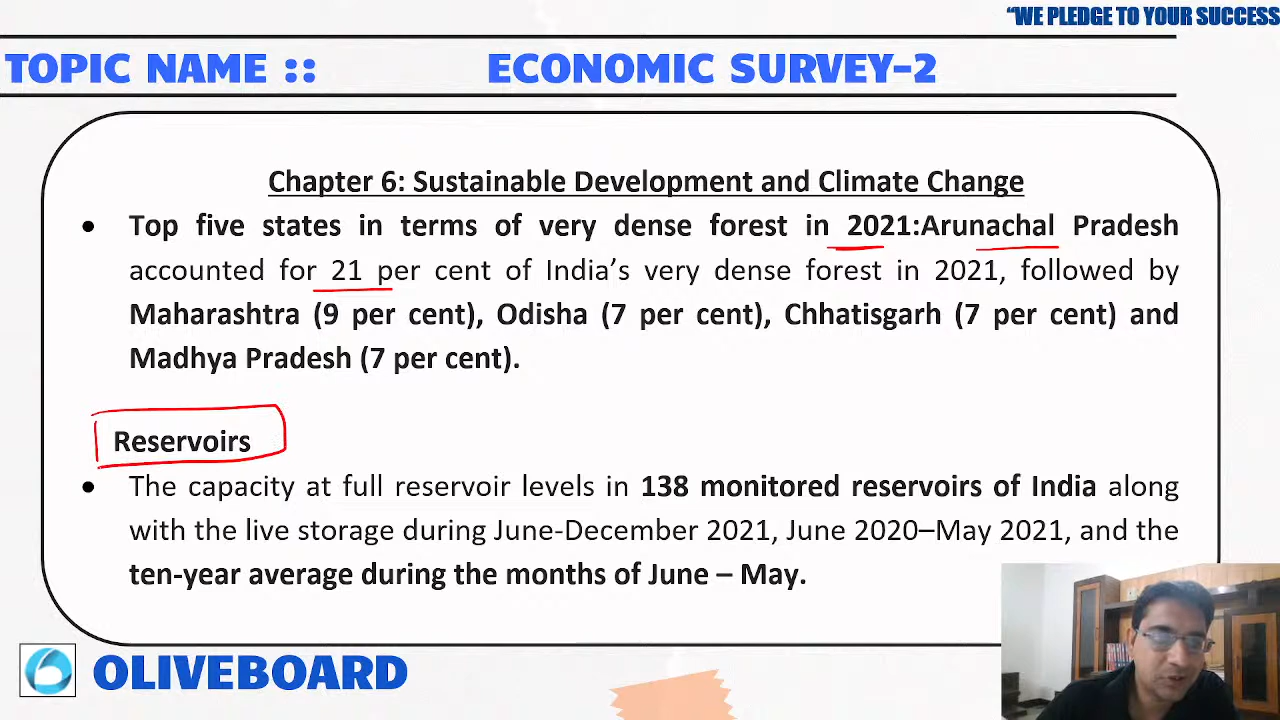 “WE PLEDGE TO YOUR SUCCESS
TOPIC NAME :: ECONOMIC SURVEY-2
Chapter 6: Sustainable Development and Climate Change
• Top five states in terms of very dense forest in 2021:Arunachal Pradesh
accounted for 21 per cent of India’s very dense forest in 2021, followed by
Maharashtra (9 per cent), Odisha (7 per cent), Chhatisgarh (7 per cent) and
Madhya Pradesh (7 per cent).
Reservoirs
• The capacity at full reservoir levels in 138 monitored reservoirs of India along
with the live storage during June-December 2021, June 2020–May 2021, and the
ten-year average during the months of June – May.
OLIVEBOARD